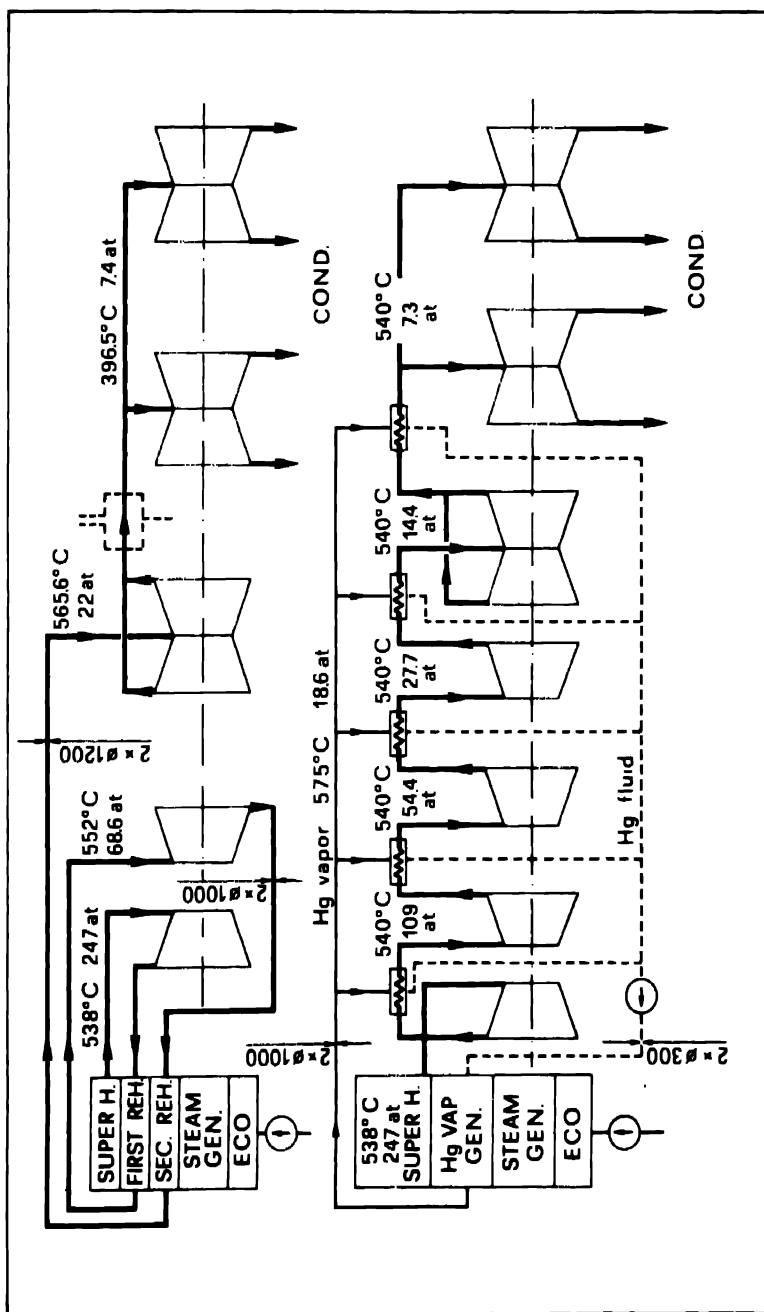 SUPER H.
FIRST REH.
SEC. REH.
STEAM
GEN.
ECO
538°C 247 at
552°C
68.6 at
2 × ø1000
2 × ø1200
565.6°C
22 at
396.5°C 7.4 at
COND.
538°C
247 at
SUPER H.
Hg VAP
GEN.
STEAM
GEN.
ECO
2 × ø1000
2 × ø300
Hg vapor 575°C 18.6 at
540°C
109
at
540°C
54.4
at
540°C
27.7
at
540°C
14.4
at
540°C
7.3
at
Hg fluid
COND.